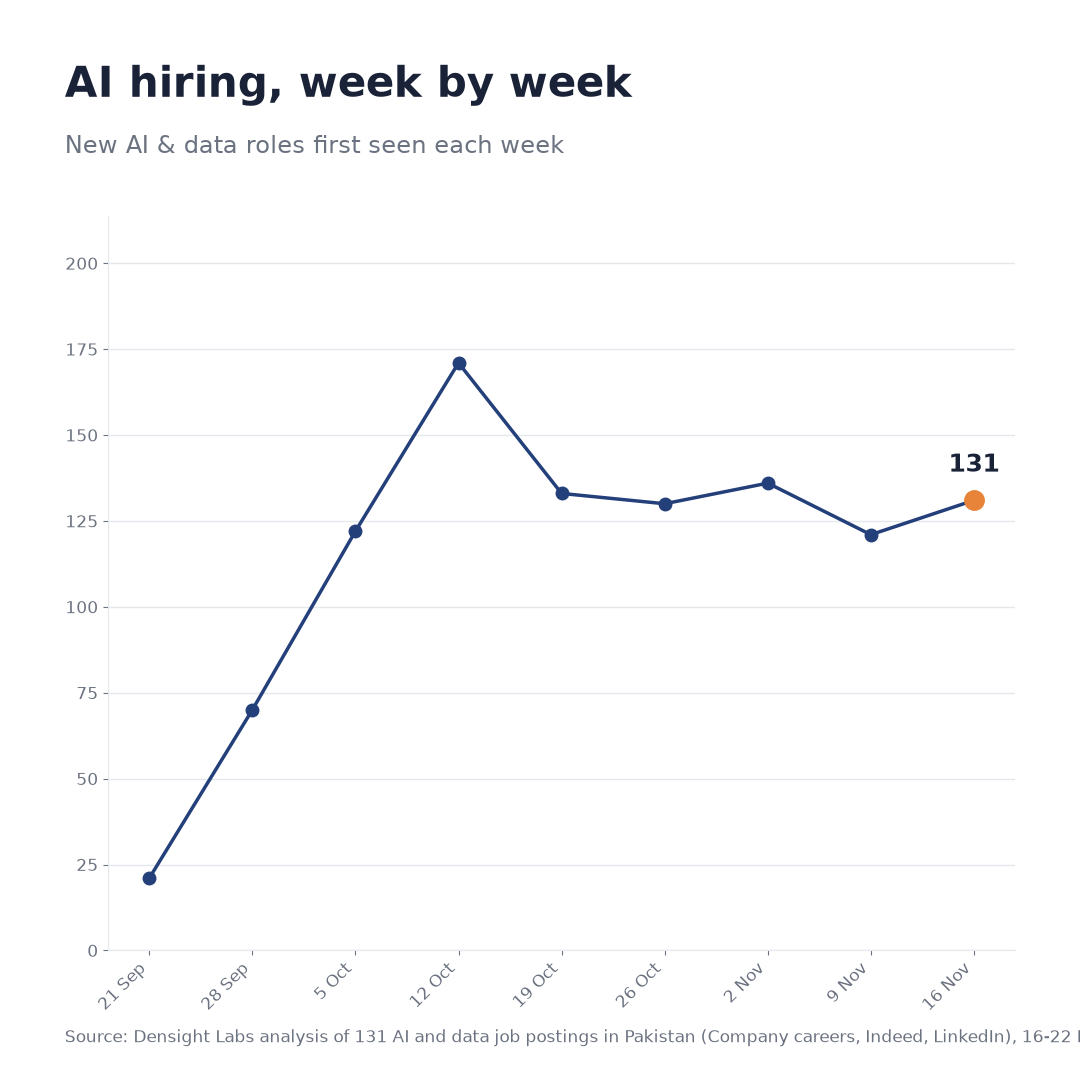 AI hiring, week by week
New AI & data roles first seen each week
200
175
150
131
125
100
75
50
25
0
21 Sep
28 Sep
5 Oct
12 Oct
19 Oct
26 Oct
2 Nov
9 Nov
16 Nov
Source: Densight Labs analysis of 131 AI and data job postings in Pakistan (Company careers, Indeed, LinkedIn), 16-22